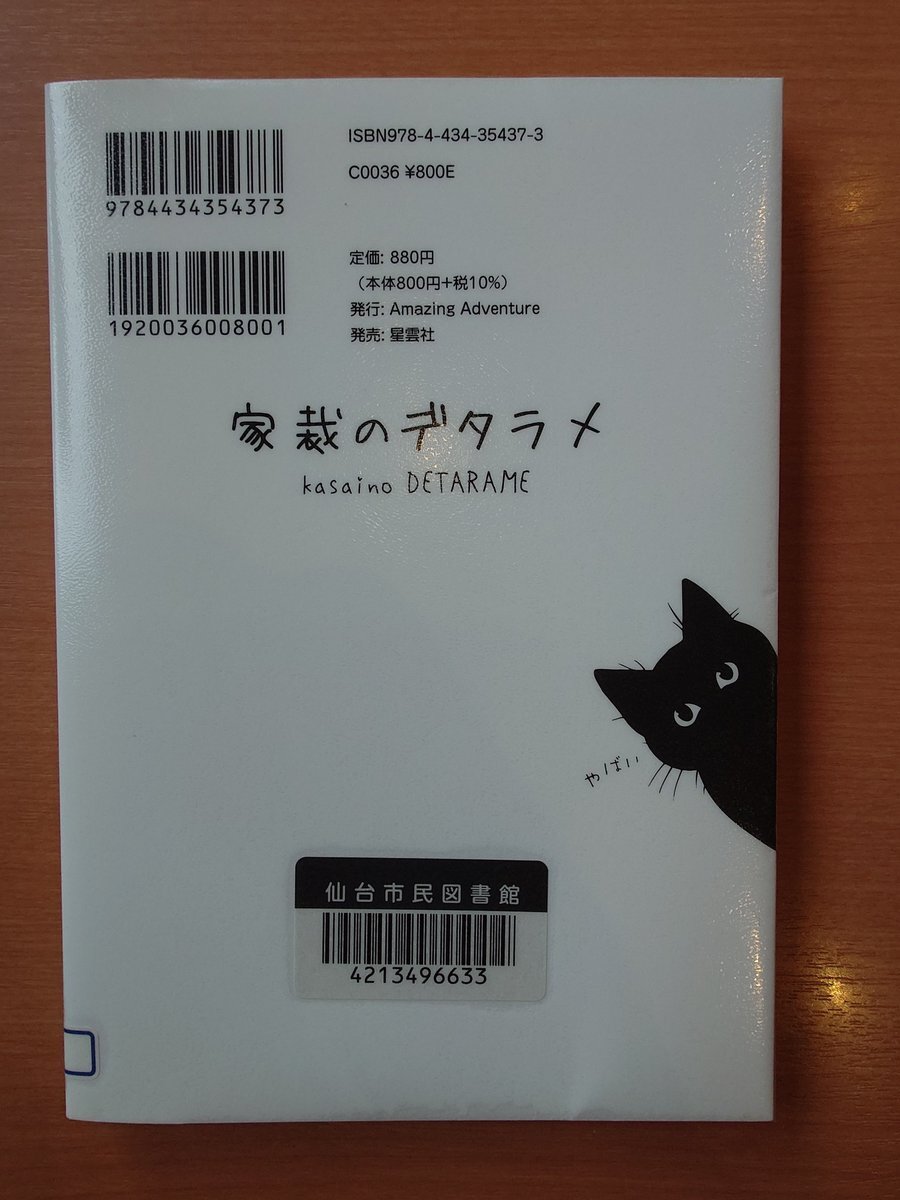 ISBN978-4-434-35437-3
C0036 ¥800E
9784434354373
1920036008001
定価: 880円
（本体800円+税10%）
発行: Amazing Adventure
発売: 星雲社
家裁のデタラメ
kasaino DETARAME
やばい
仙台市民図書館
4213496633